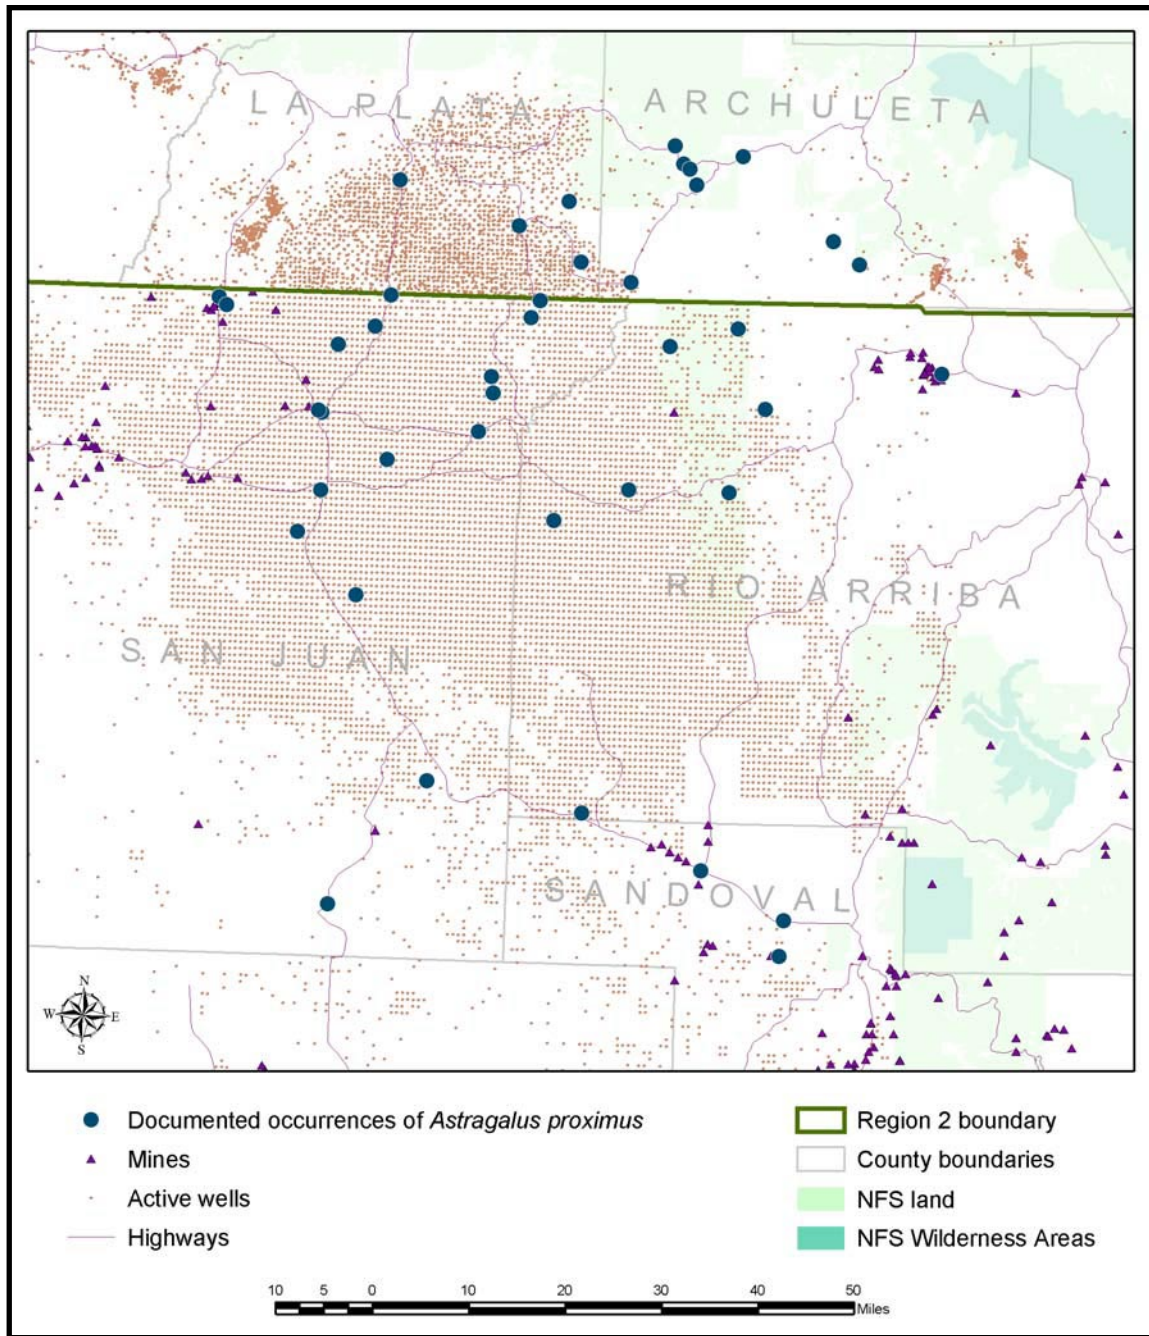 LA PLATA
ARCHULETA
RIO ARRIBA
SAN JUAN
SANDOVAL
N
W E
S
Documented occurrences of Astragalus proximus
Mines
Active wells
Highways
Region 2 boundary
County boundaries
NFS land
NFS Wilderness Areas
10 5 0 10 20 30 40 50
Miles